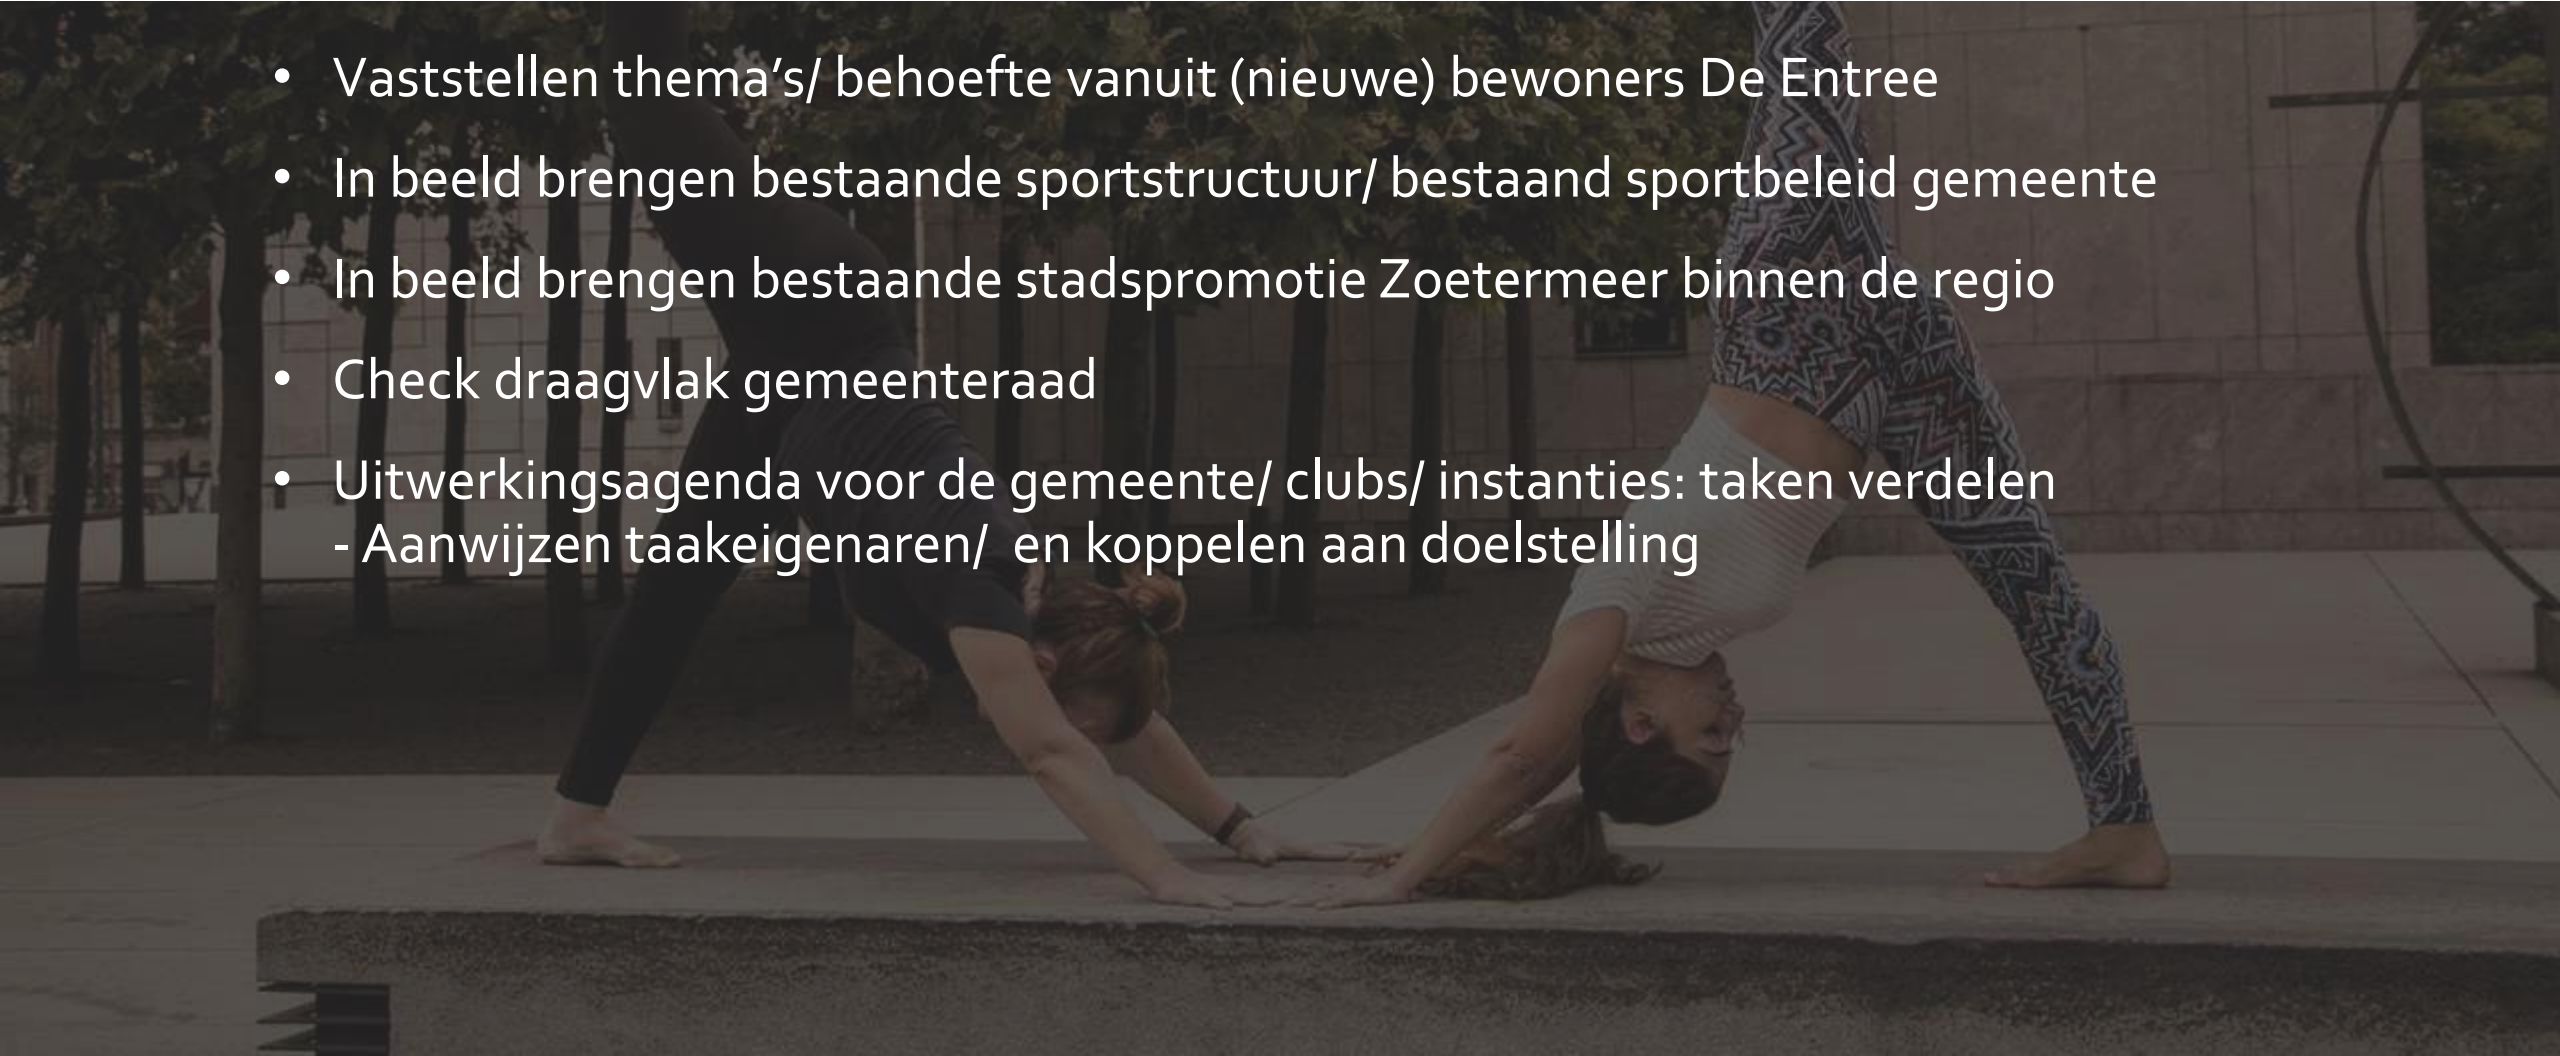 • Vaststellen thema’s/ behoefte vanuit (nieuwe) bewoners De Entree
• In beeld brengen bestaande sportstructuur/ bestaand sportbeleid gemeente
• In beeld brengen bestaande stadspromotie Zoetermeer binnen de regio
• Check draagvlak gemeenteraad
• Uitwerkingsagenda voor de gemeente/ clubs/ instanties: taken verdelen
- Aanwijzen taakeigenaren/  en koppelen aan doelstelling